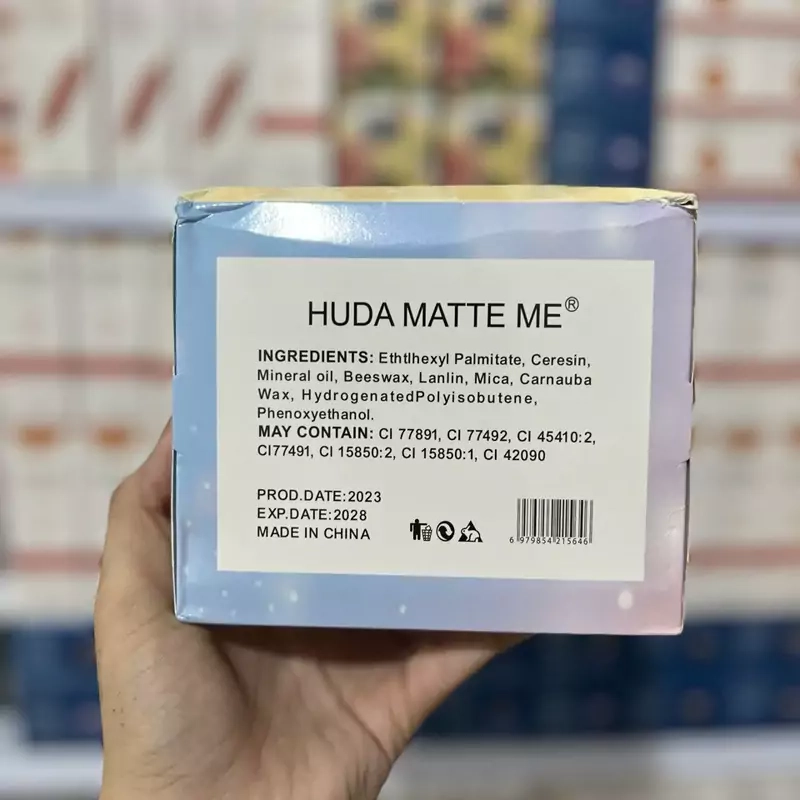 HUDA MATTE ME®
INGREDIENTS: Ethtlhexyl Palmitate, Ceresin,
Mineral oil, Beeswax, Lanlin, Mica, Carnauba
Wax, HydrogenatedPolyisobutene,
Phenoxyethanol.
MAY CONTAIN: CI 77891, CI 77492, CI 45410:2,
CI77491, CI 15850:2, CI 15850:1, CI 42090
PROD.DATE:2023
EXP.DATE:2028
MADE IN CHINA
6 979854 215646